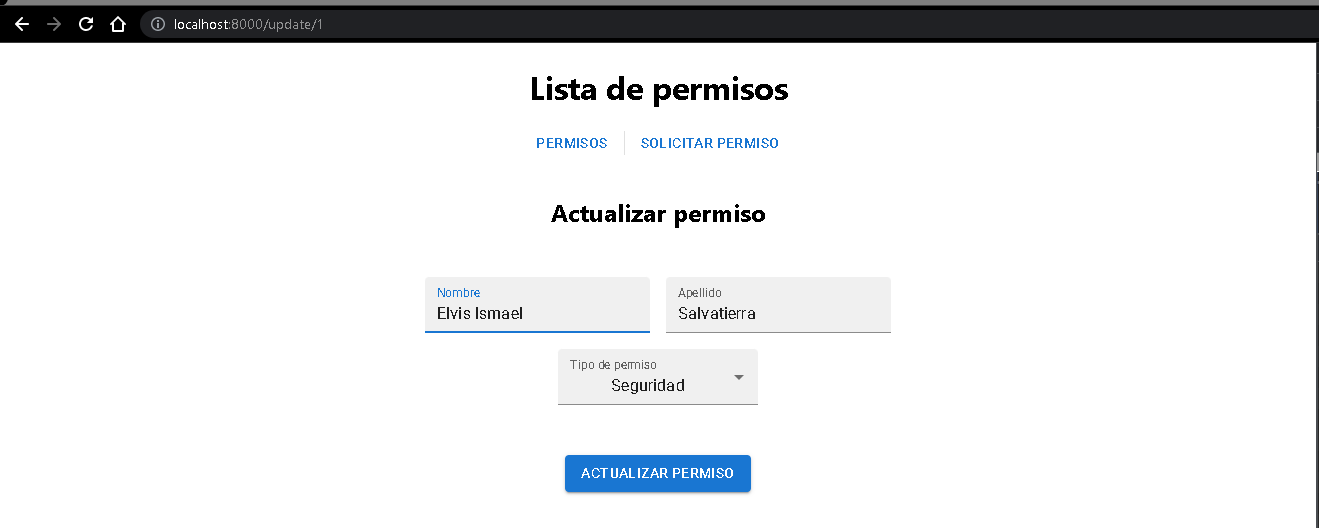 localhost:8000/update/1
Lista de permisos
PERMISOS SOLICITAR PERMISO
Actualizar permiso
Nombre Apellido
Elvis Ismael Salvatierra
Tipo de permiso
Seguridad
ACTUALIZAR PERMISO